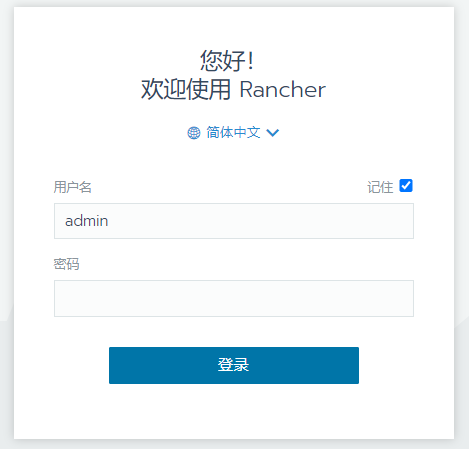 您好！
欢迎使用 Rancher
简体中文
用户名 记住
admin
密码
登录